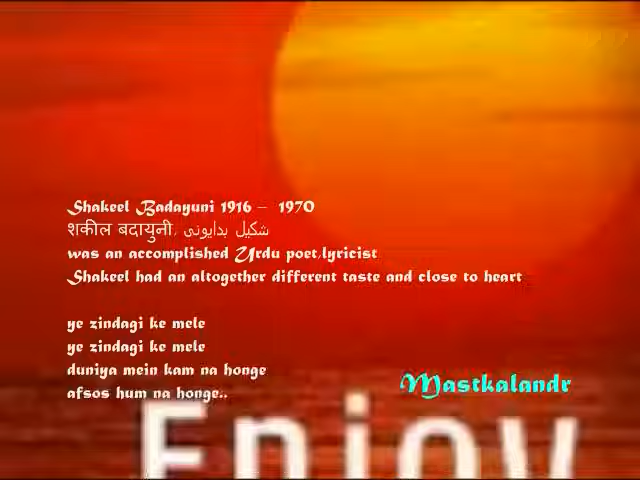 Shakeel Badayuni 1916 – 1970
शकील बदायुनी, شکیل بدایونی
was an accomplished Urdu poet,lyricist
Shakeel had an altogether different taste and close to heart
ye zindagi ke mele
ye zindagi ke mele
duniya mein kam na honge
afsos hum na honge..
Mastkalandr
Enjoy